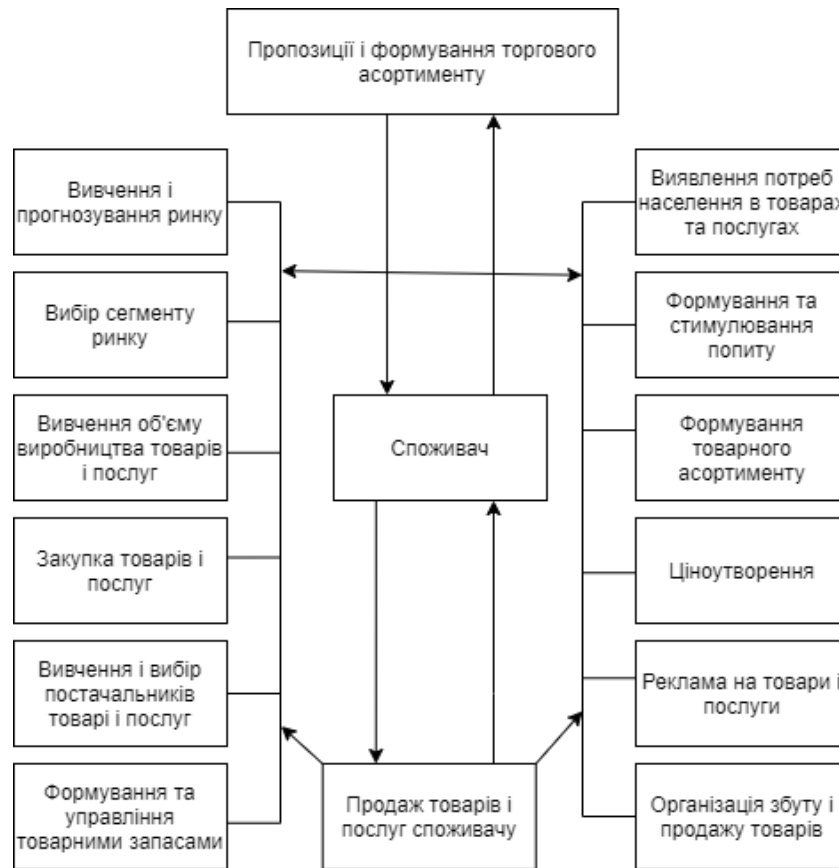 Пропозиції і формування торгового
асортименту
Вивчення і
прогнозування ринку
Вибір сегменту
ринку
Вивчення об'єму
виробництва товарів
і послуг
Закупка товарів і
послуг
Вивчення і вибір
постачальників
товарі і послуг
Формування та
управління
товарними запасами
Споживач
Продаж товарів і
послуг споживачу
Виявлення потреб
населення в товарах
та послугах
Формування та
стимулювання
попиту
Формування
товарного
асортименту
Ціноутворення
Реклама на товари і
послуги
Організація збуту і
продажу товарів